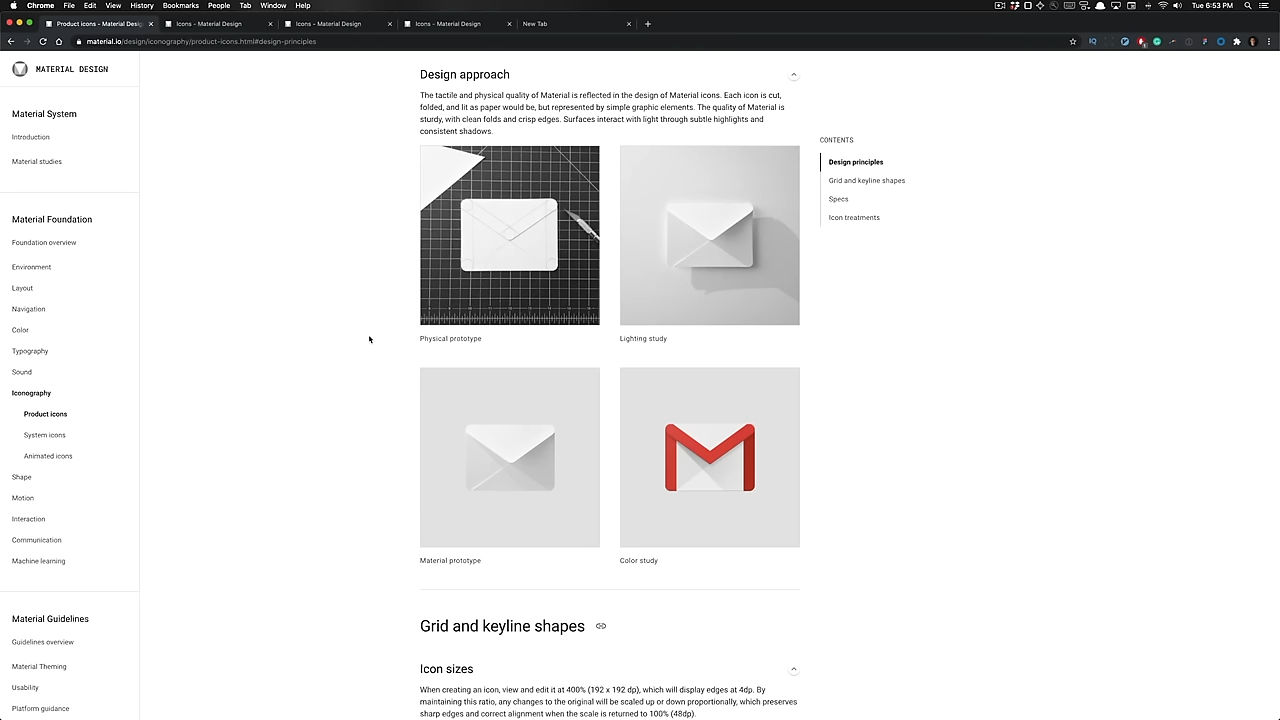 Chrome File Edit View History Bookmarks People Tab Window Help
Tue 6:53 PM
Product icons - Material Desi
Icons - Material Design
Icons - Material Design
Icons - Material Design
New Tab
material.io/design/iconography/product-icons.html#design-principles
MATERIAL DESIGN
Material System
Introduction
Material studies
Material Foundation
Foundation overview
Environment
Layout
Navigation
Color
Typography
Sound
Iconography
Product icons
System icons
Animated icons
Shape
Motion
Interaction
Communication
Machine learning
Material Guidelines
Guidelines overview
Material Theming
Usability
Platform guidance
Design approach
The tactile and physical quality of Material is reflected in the design of Material icons. Each icon is cut,
folded, and lit as paper would be, but represented by simple graphic elements. The quality of Material is
sturdy, with clean folds and crisp edges. Surfaces interact with light through subtle highlights and
consistent shadows.
Physical prototype
Lighting study
Material prototype
Color study
Grid and keyline shapes
Icon sizes
When creating an icon, view and edit it at 400% (192 x 192 dp), which will display edges at 4dp. By
maintaining this ratio, any changes to the original will be scaled up or down proportionally, which preserves
sharp edges and correct alignment when the scale is returned to 100% (48dp).
CONTENTS
Design principles
Grid and keyline shapes
Specs
Icon treatments